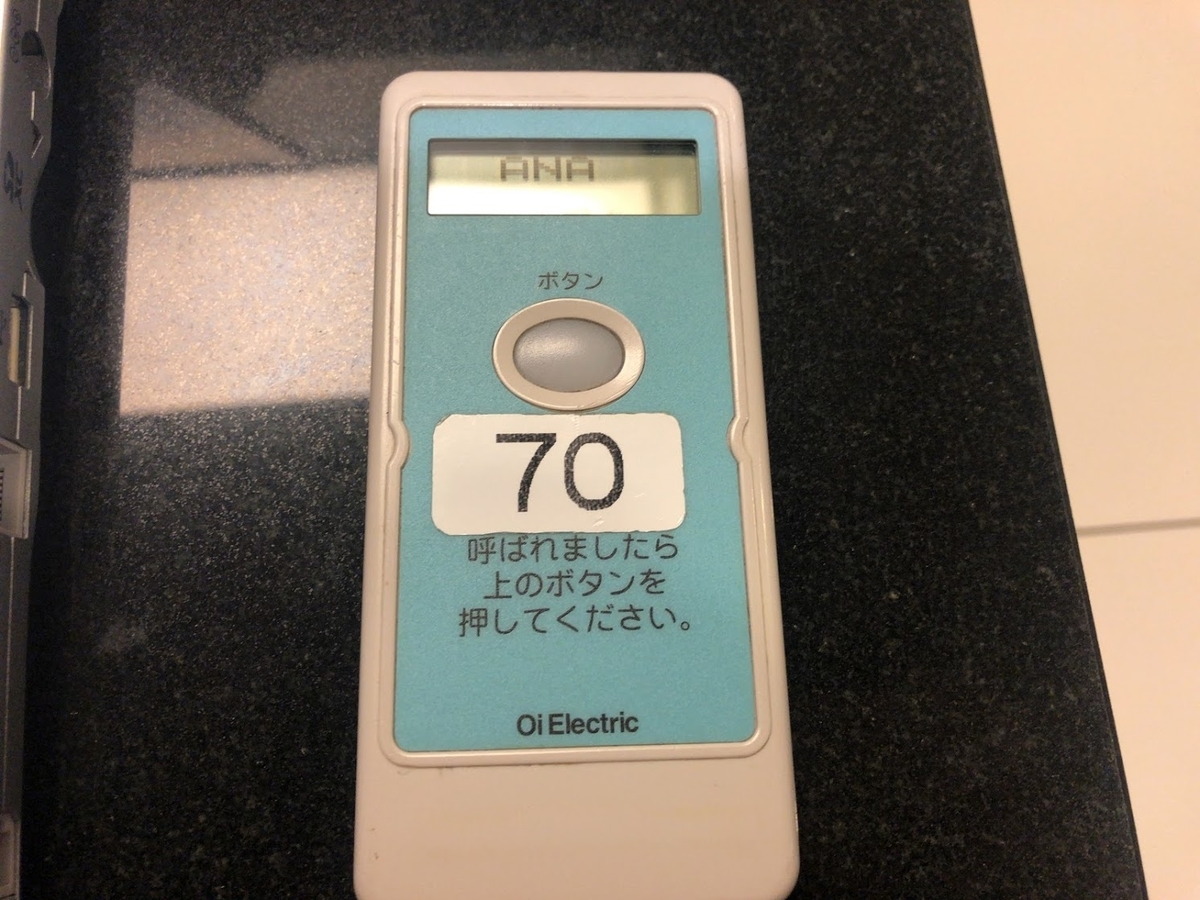 ANA
ボタン
70
呼ばれましたら
上のボタンを
押してください。
Oi Electric